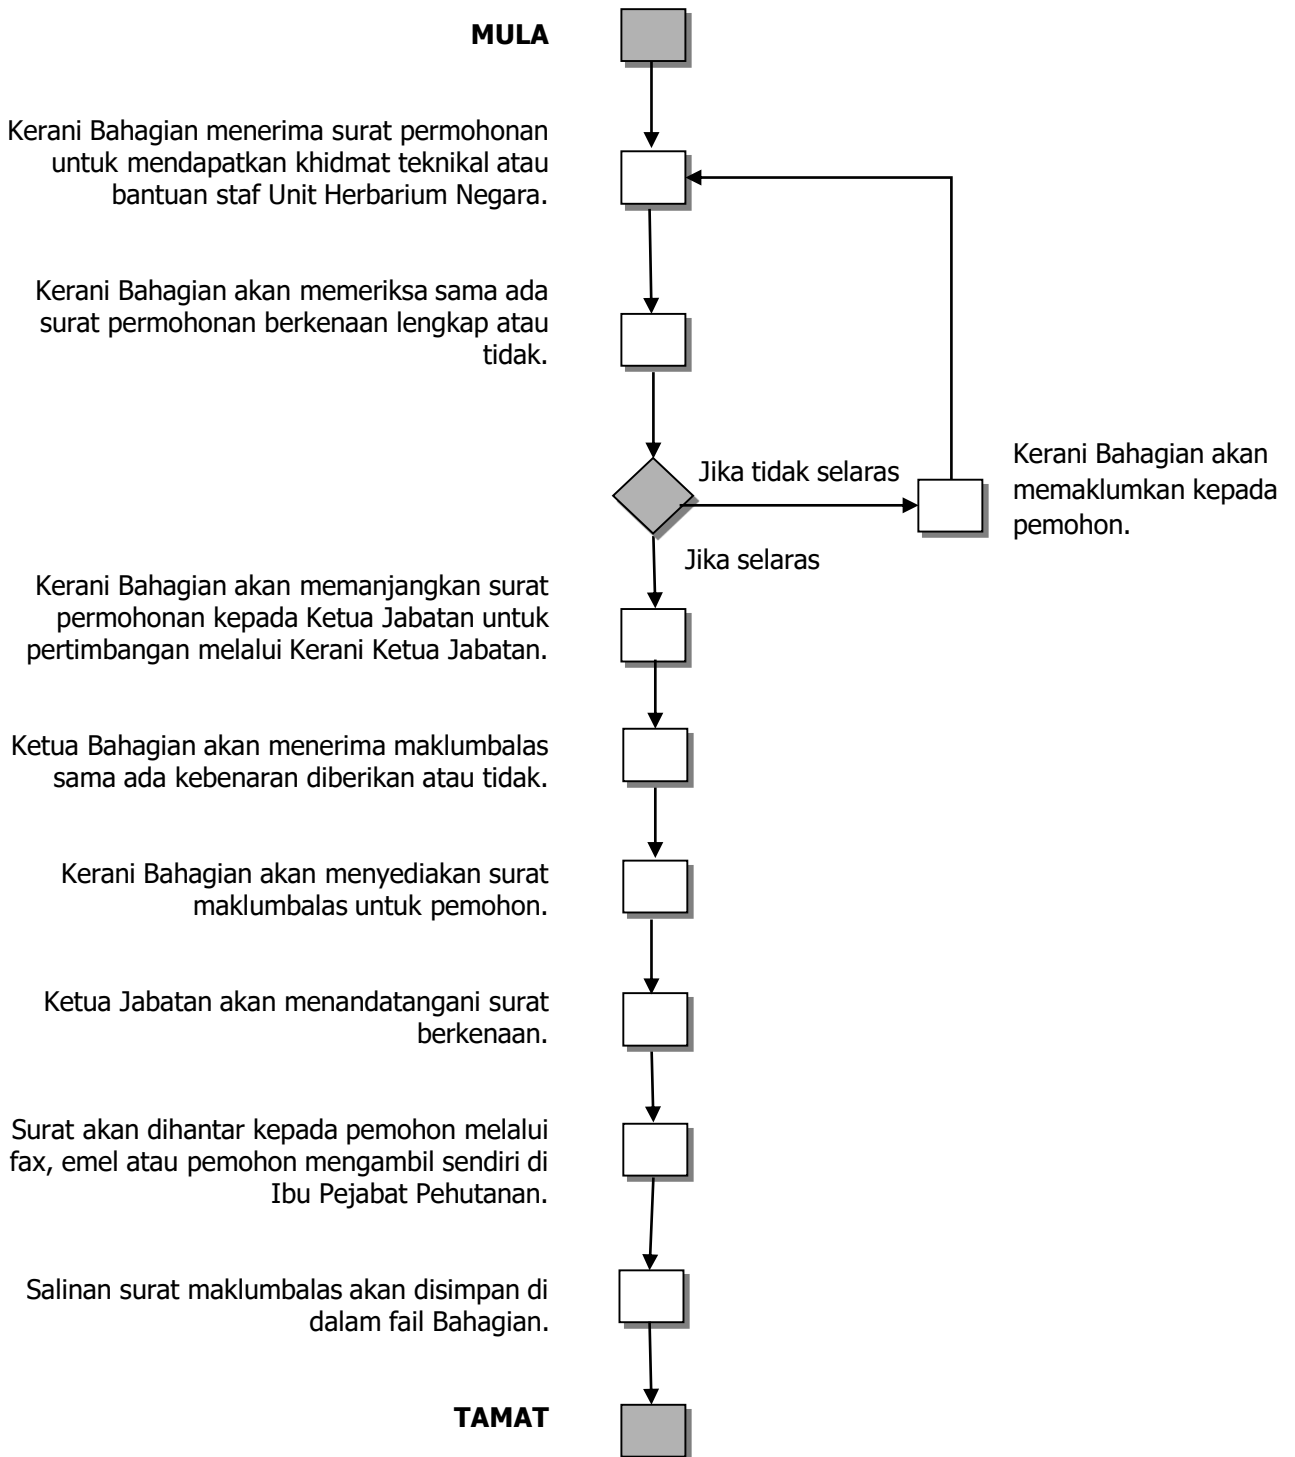 MULA
Kerani Bahagian menerima surat permohonan
untuk mendapatkan khidmat teknikal atau
bantuan staf Unit Herbarium Negara.
Kerani Bahagian akan memeriksa sama ada
surat permohonan berkenaan lengkap atau
tidak.
Jika tidak selaras
Kerani Bahagian akan
memaklumkan kepada
pemohon.
Jika selaras
Kerani Bahagian akan memanjangkan surat
permohonan kepada Ketua Jabatan untuk
pertimbangan melalui Kerani Ketua Jabatan.
Ketua Bahagian akan menerima maklumbalas
sama ada kebenaran diberikan atau tidak.
Kerani Bahagian akan menyediakan surat
maklumbalas untuk pemohon.
Ketua Jabatan akan menandatangani surat
berkenaan.
Surat akan dihantar kepada pemohon melalui
fax, emel atau pemohon mengambil sendiri di
Ibu Pejabat Pehutanan.
Salinan surat maklumbalas akan disimpan di
dalam fail Bahagian.
TAMAT